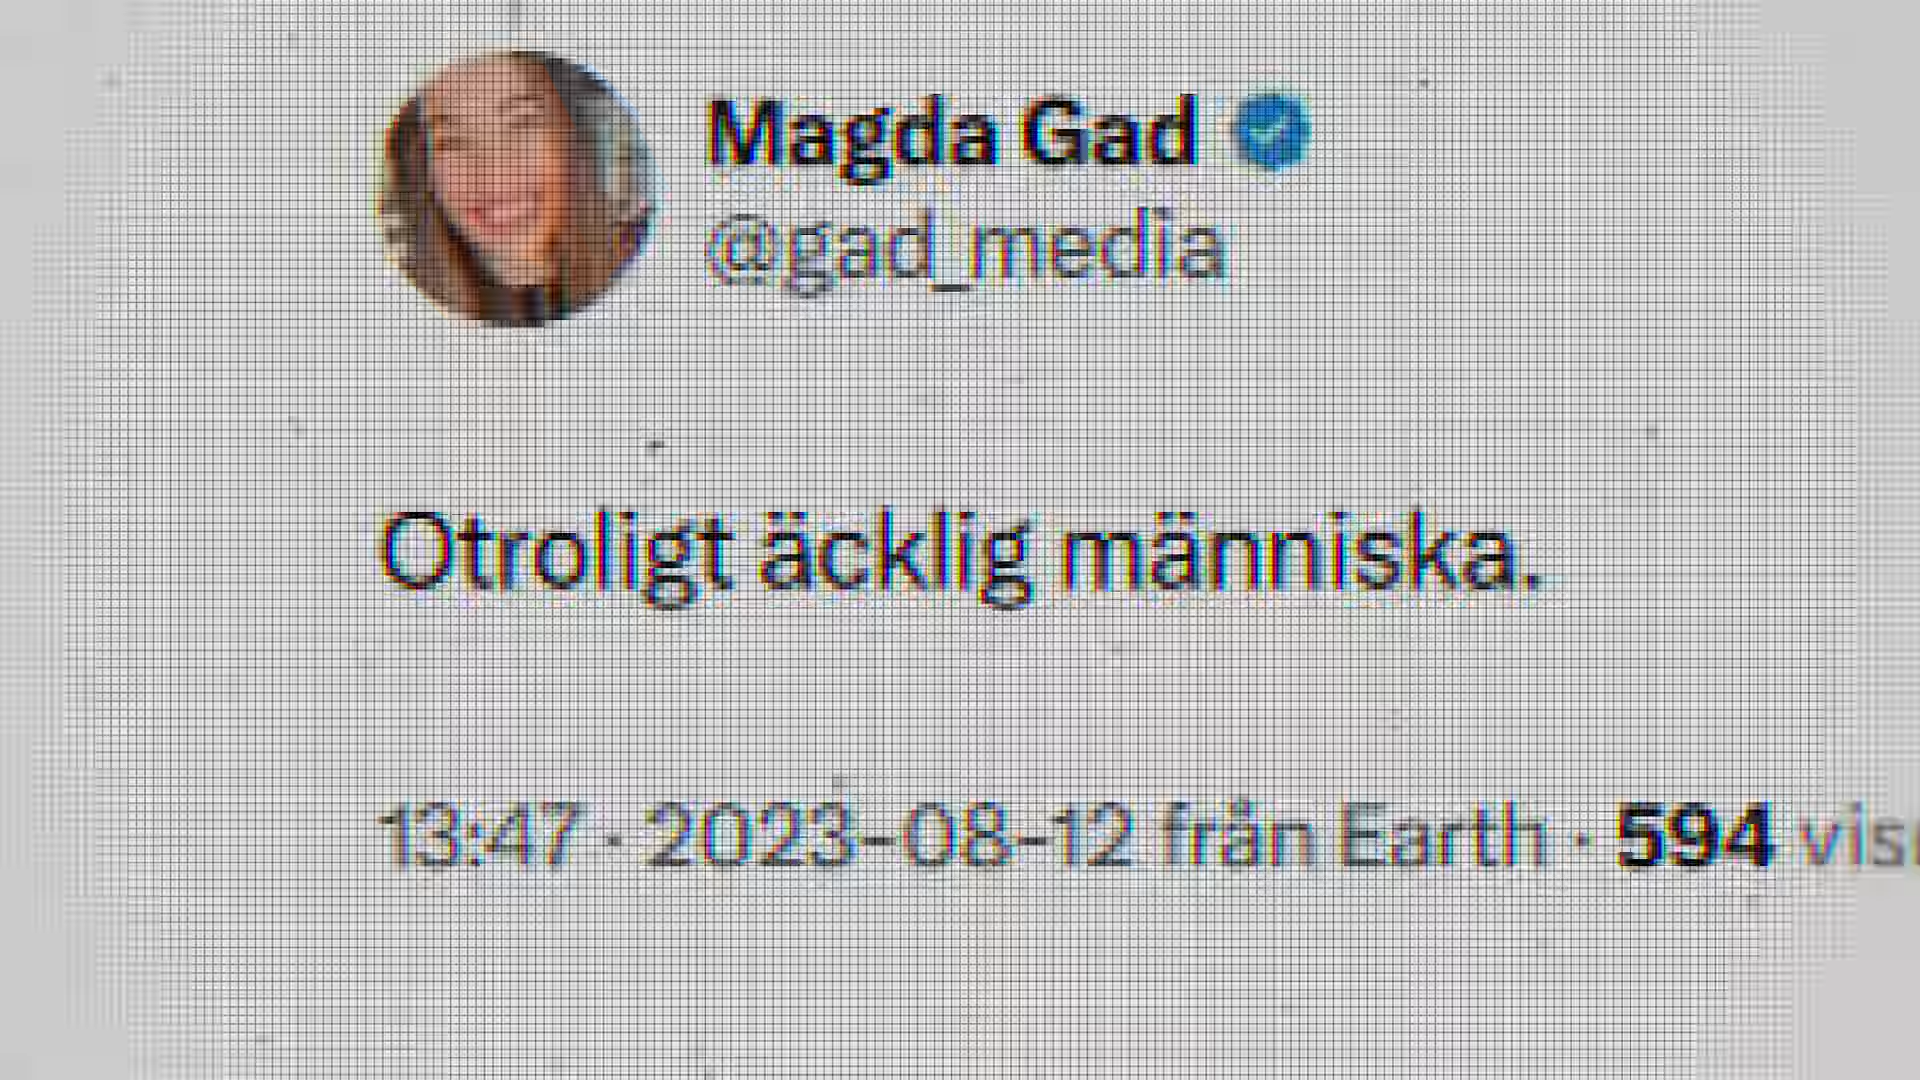 Magda Gad
@gad_media
Otroligt äcklig människa.
13:47 · 2023-08-12 från Earth · 594